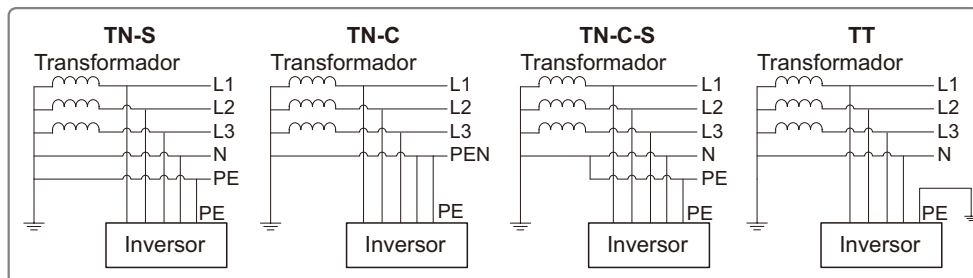 TN-S
Transformador
L1
L2
L3
N
PE
PE
Inversor
TN-C
Transformador
L1
L2
L3
PEN
PE
Inversor
TN-C-S
Transformador
L1
L2
L3
N
PE
PE
Inversor
TT
Transformador
L1
L2
L3
N
PE
Inversor